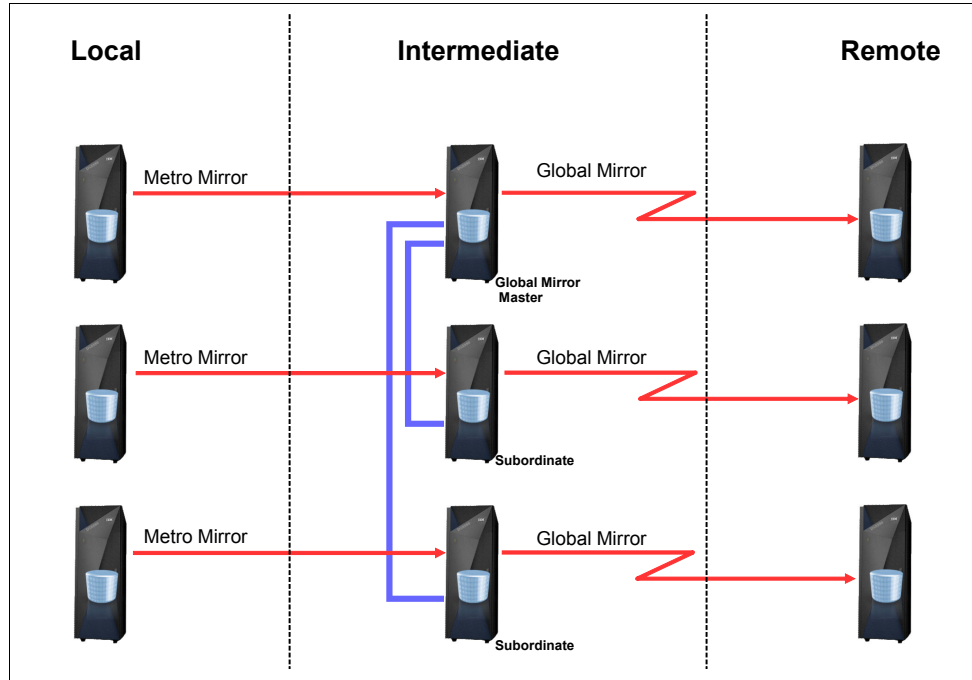 Local
Intermediate
Remote
Metro Mirror
Global Mirror
Global Mirror
Master
Metro Mirror
Global Mirror
Subordinate
Metro Mirror
Global Mirror
Subordinate